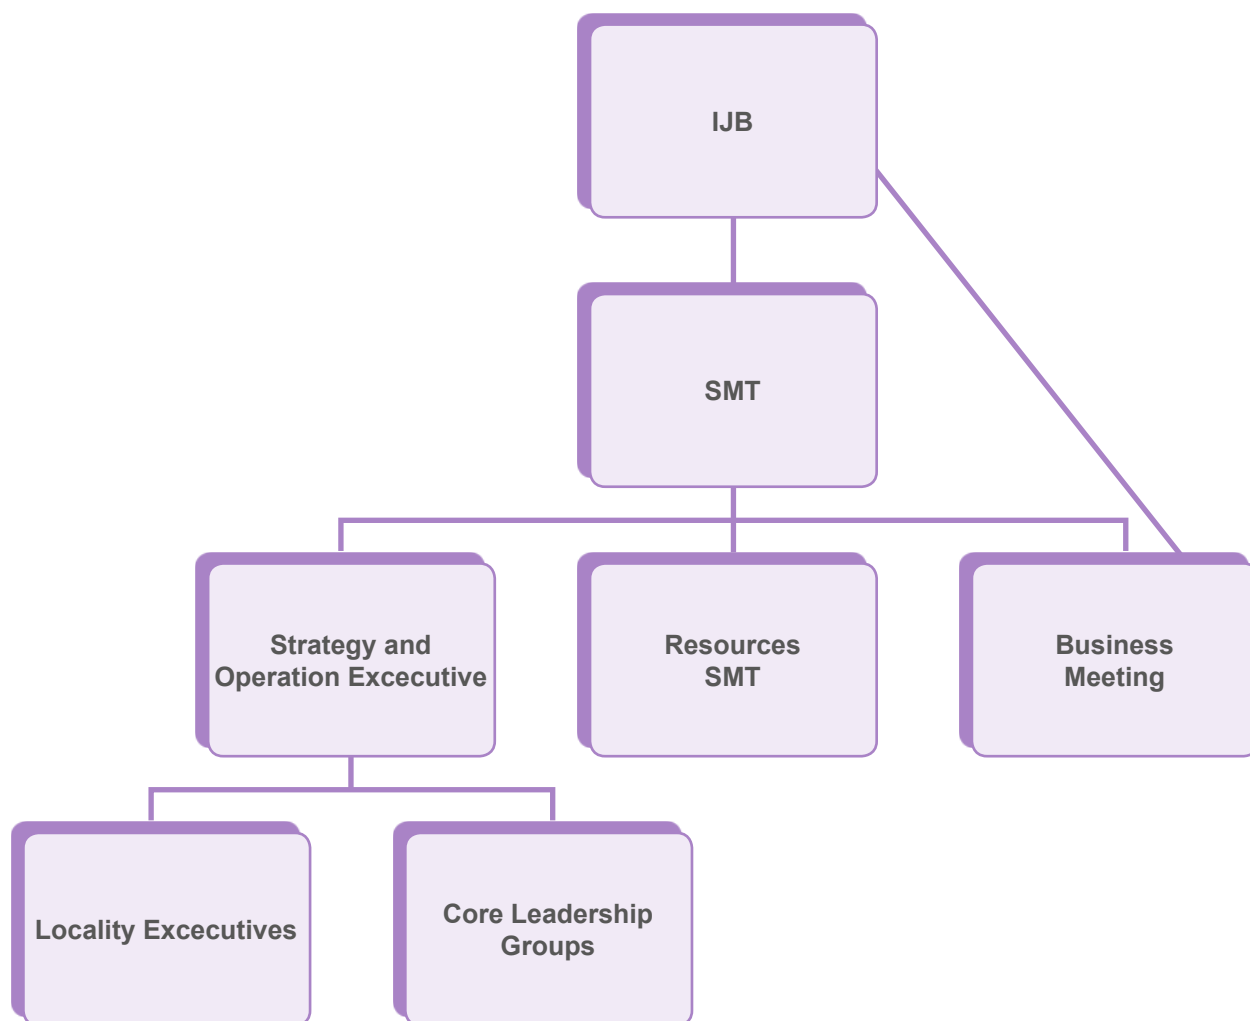 IJB
SMT
Strategy and
Operation Excecutive
Resources
SMT
Business
Meeting
Locality Excecutives
Core Leadership
Groups